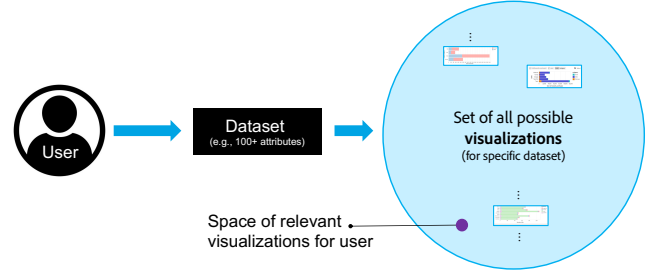 User
Dataset
(e.g., 100+ attributes)
Set of all possible
visualizations
(for specific dataset)
Space of relevant
visualizations for user